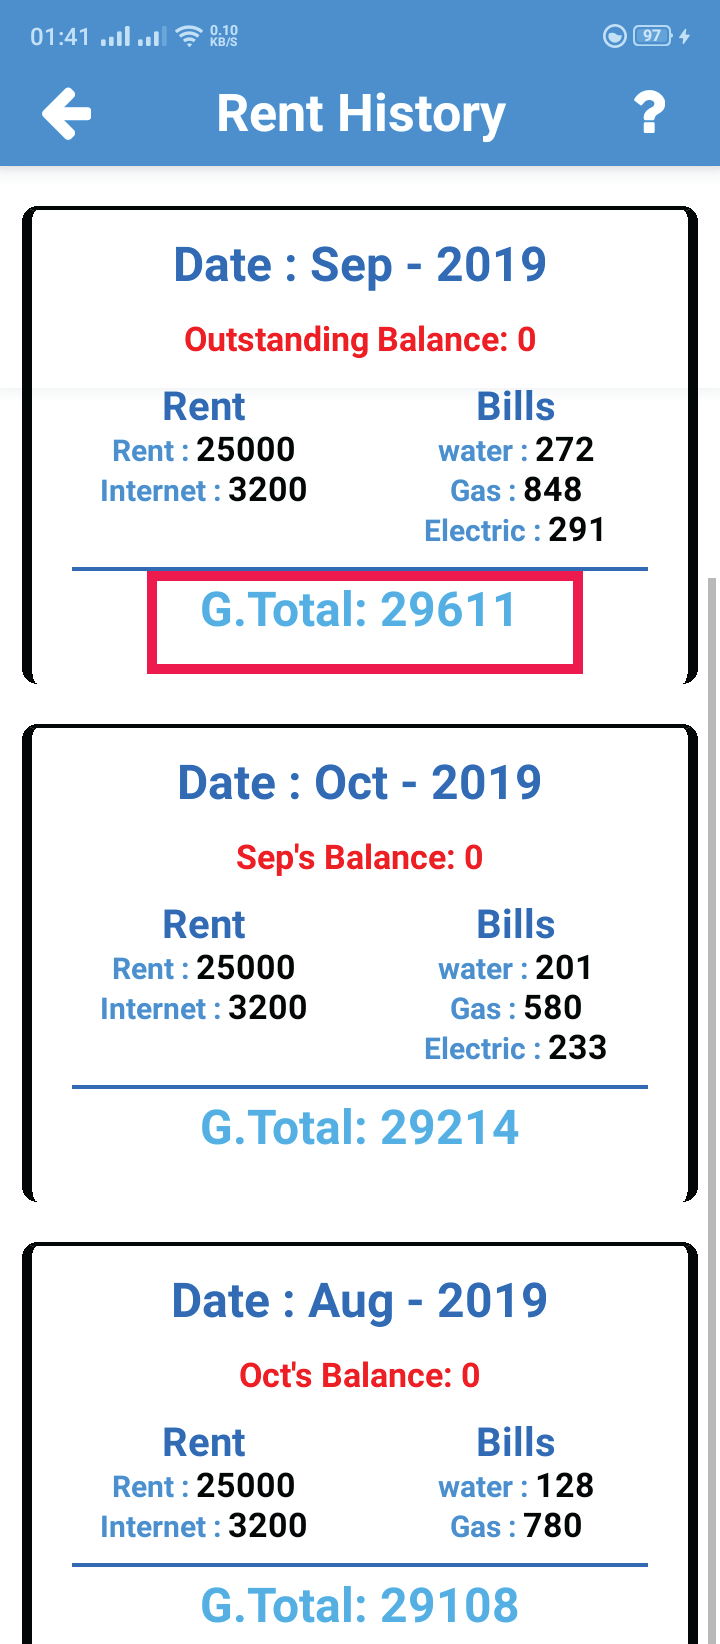 01:41 0.10 KB/S 97
Rent History ?
Date : Sep - 2019
Outstanding Balance: 0
Rent Bills
Rent : 25000 water : 272
Internet : 3200 Gas : 848
Electric : 291
G.Total: 29611
Date : Oct - 2019
Sep's Balance: 0
Rent Bills
Rent : 25000 water : 201
Internet : 3200 Gas : 580
Electric : 233
G.Total: 29214
Date : Aug - 2019
Oct's Balance: 0
Rent Bills
Rent : 25000 water : 128
Internet : 3200 Gas : 780
G.Total: 29108